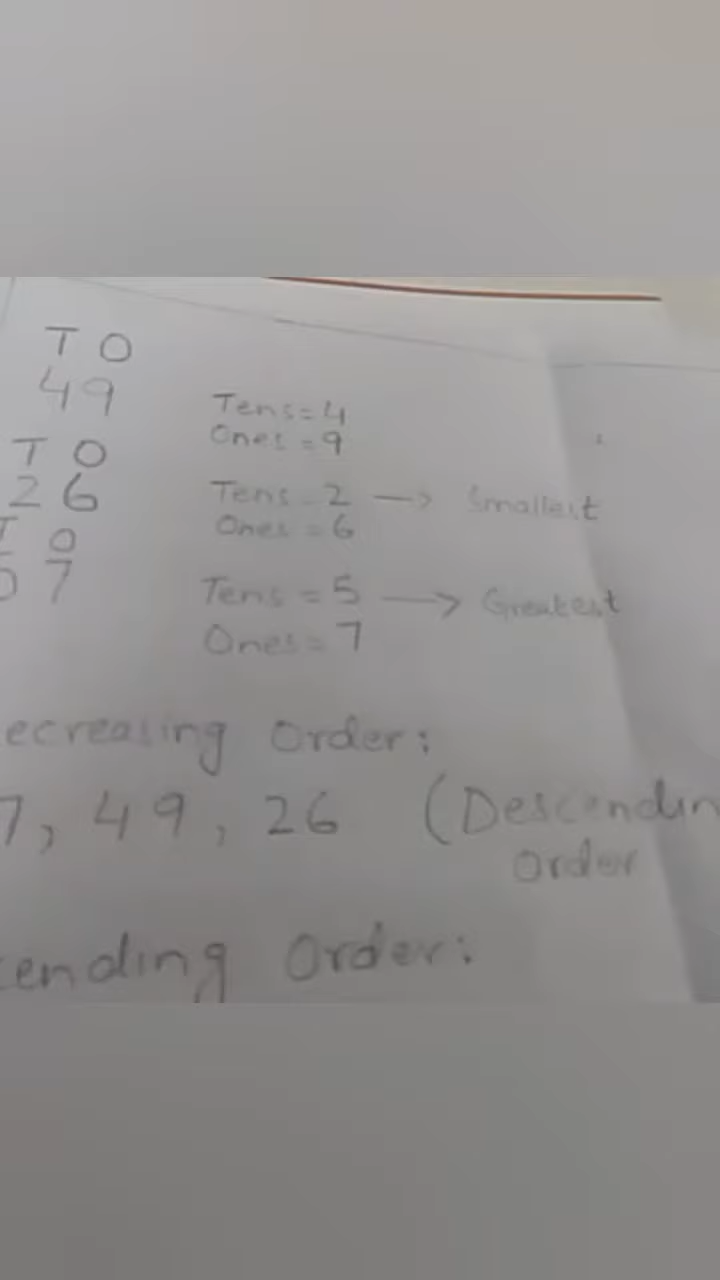 T O
49 Tens = 4
Ones = 9
T O
26 Tens = 2 → Smallest
Ones = 6
T O
7 Tens = 5 → Greatest
Ones = 7
ecreasing Order:
7, 49, 26 (Descendin
Order
cending Order: